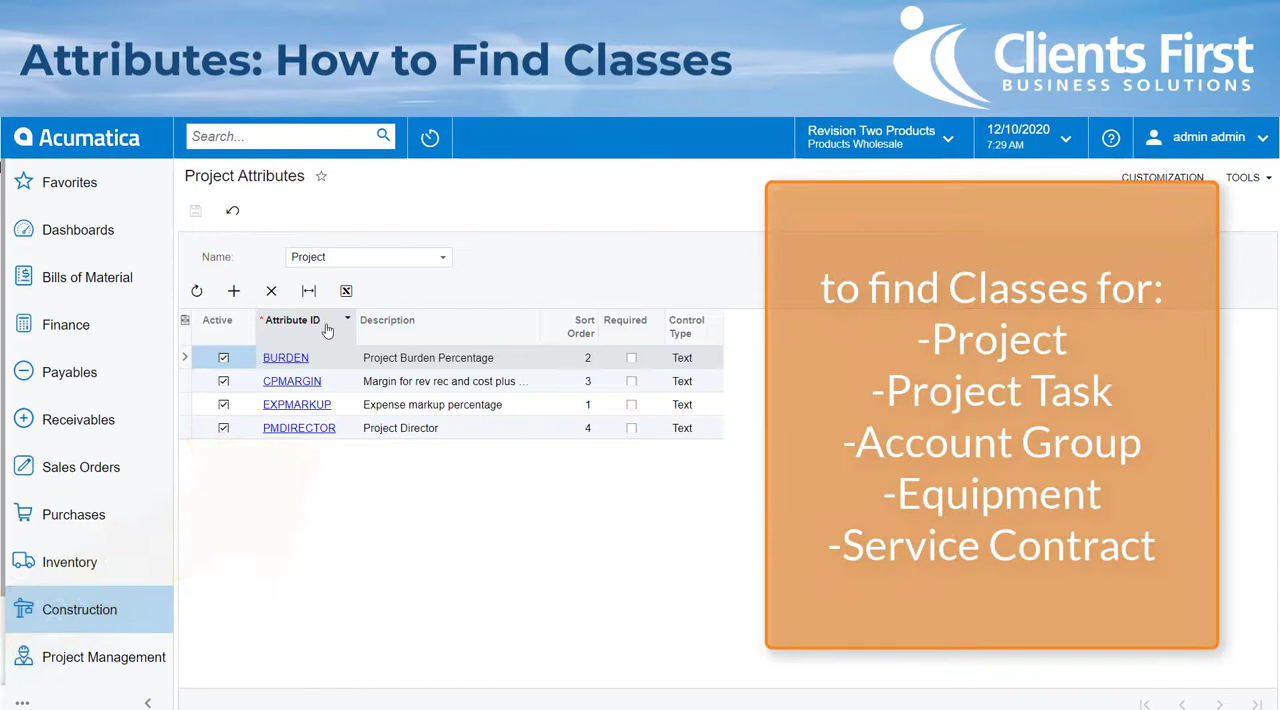 Attributes: How to Find Classes
Clients First
BUSINESS SOLUTIONS
Acumatica
Search...
Revision Two Products
Products Wholesale
12/10/2020
7:29 AM
admin admin
Favorites
Dashboards
Bills of Material
Finance
Payables
Receivables
Sales Orders
Purchases
Inventory
Construction
Project Management
Project Attributes
CUSTOMIZATION TOOLS
Name: Project
Active * Attribute ID Description Sort Order Required Control Type
BURDEN Project Burden Percentage 2 Text
CPMARGIN Margin for rev rec and cost plus ... 3 Text
EXPMARKUP Expense markup percentage 1 Text
PMDIRECTOR Project Director 4 Text
to find Classes for:
-Project
-Project Task
-Account Group
-Equipment
-Service Contract